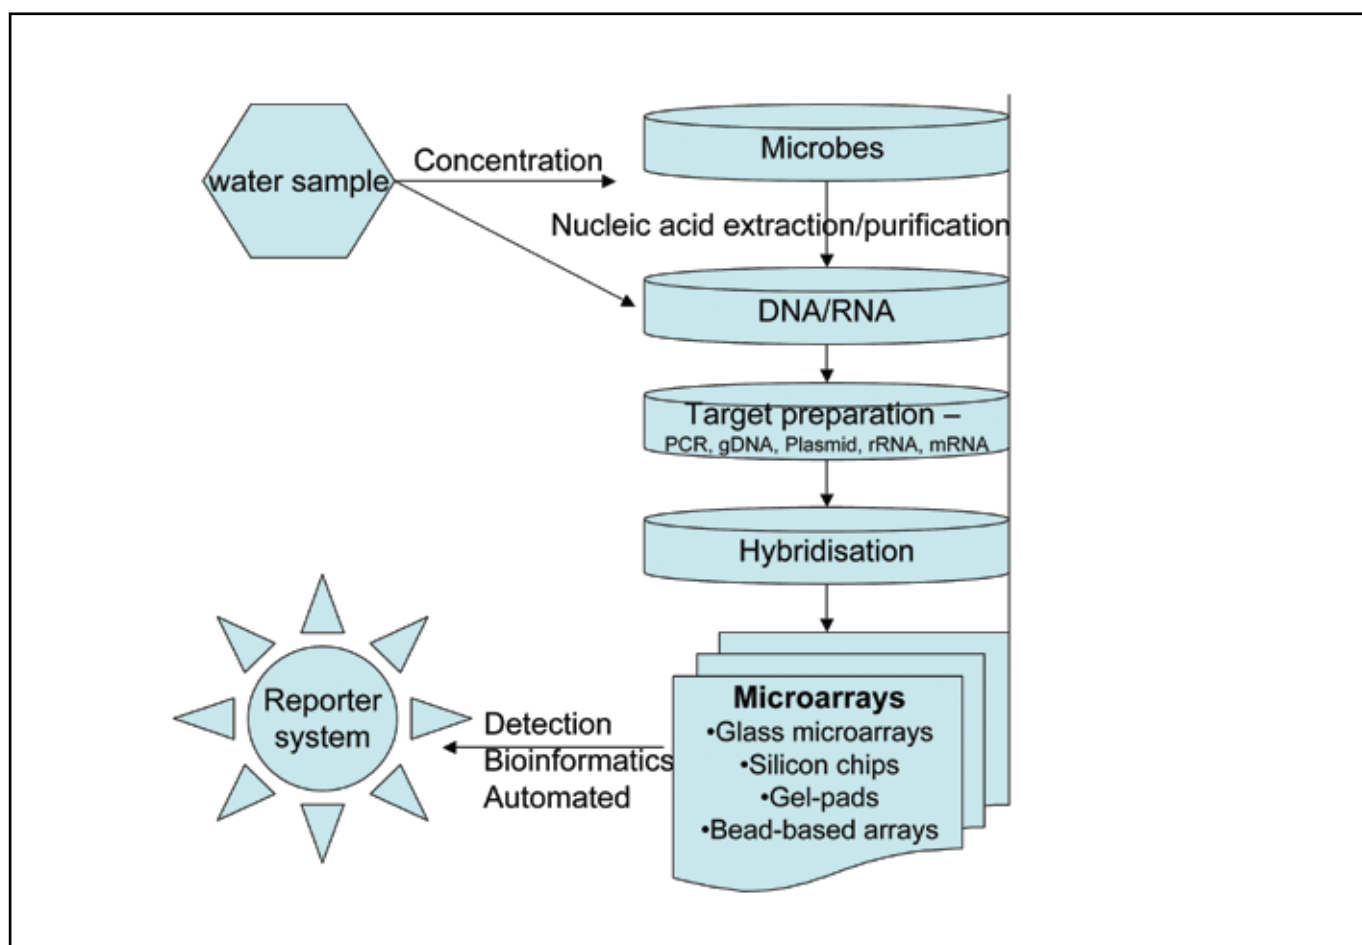 water sample
Concentration
Microbes
Nucleic acid extraction/purification
DNA/RNA
Target preparation –
PCR, gDNA, Plasmid, rRNA, mRNA
Hybridisation
Microarrays
•Glass microarrays
•Silicon chips
•Gel-pads
•Bead-based arrays
Detection
Bioinformatics
Automated
Reporter
system